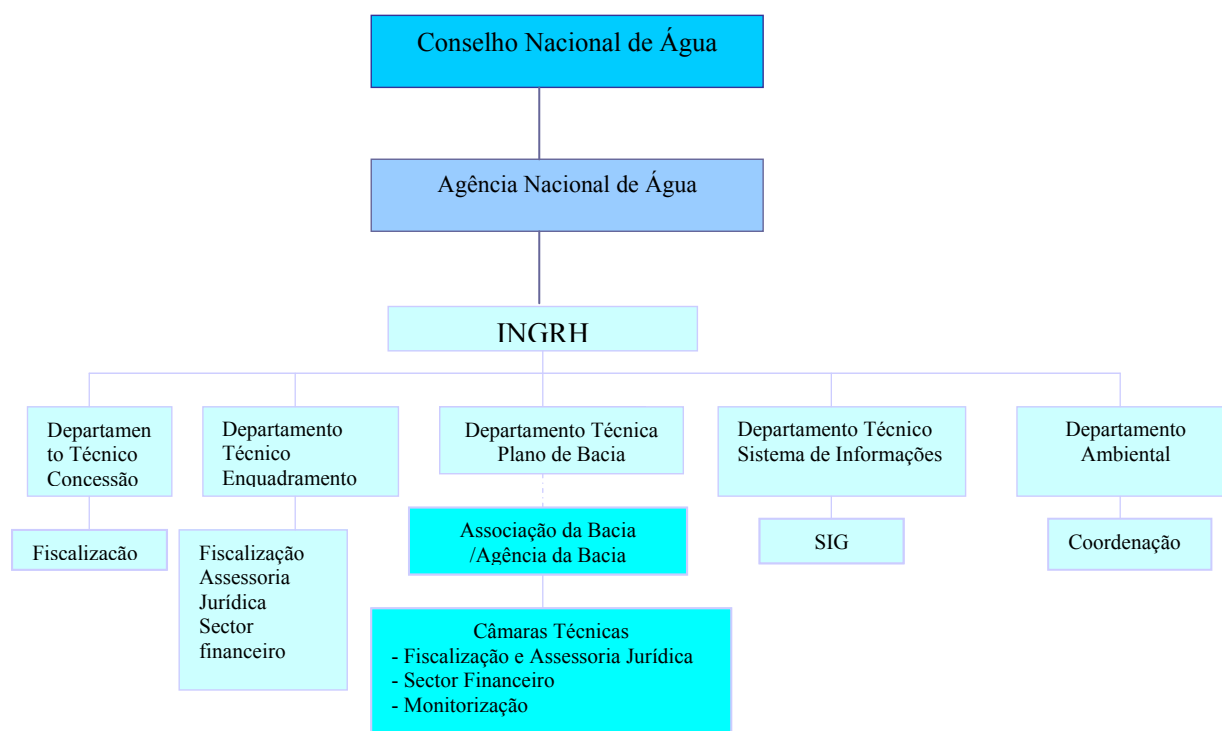 Conselho Nacional de Água
Agência Nacional de Água
INGRH
Departamen
to Técnico
Concessão
Departamento
Técnico
Enquadramento
Departamento Técnica
Plano de Bacia
Departamento Técnico
Sistema de Informações
Departamento
Ambiental
Fiscalizacão
Fiscalização
Assessoria
Jurídica
Sector
financeiro
Associação da Bacia
/Agência da Bacia
SIG
Coordenação
Câmaras Técnicas
- Fiscalização e Assessoria Jurídica
- Sector Financeiro
- Monitorização